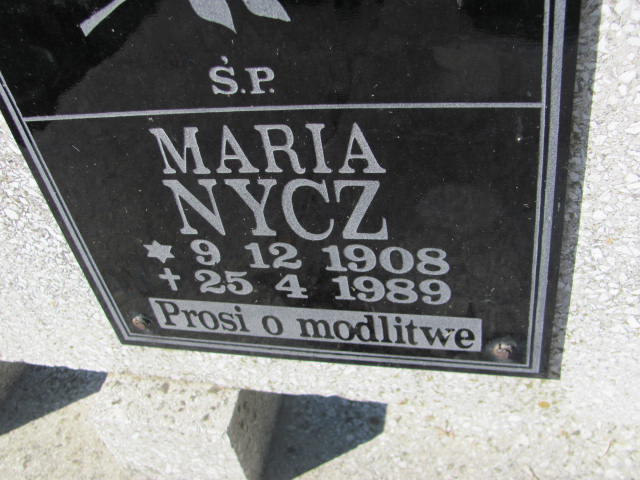 Ś.P.
MARIA
NYCZ
✶ 9 12 1908
✝ 25 4 1989
Prosi o modlitwe